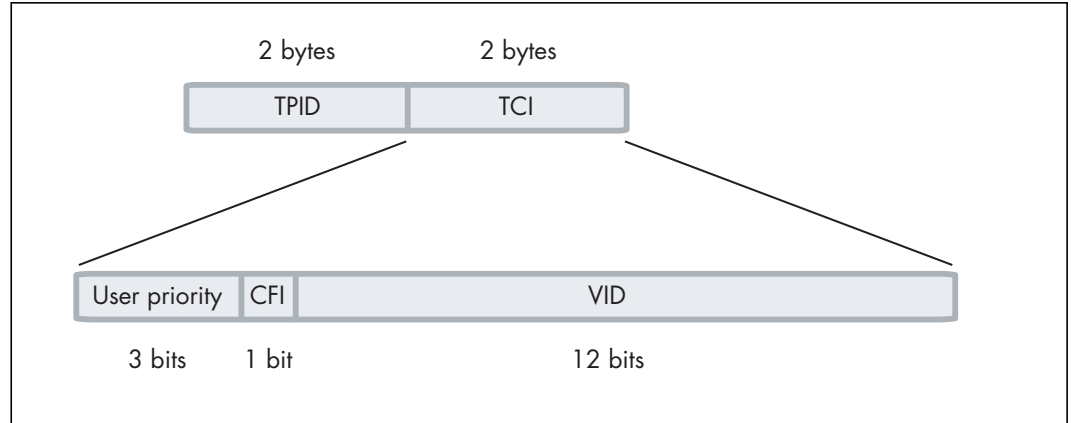 2 bytes 2 bytes
TPID TCI
User priority CFI VID
3 bits 1 bit 12 bits